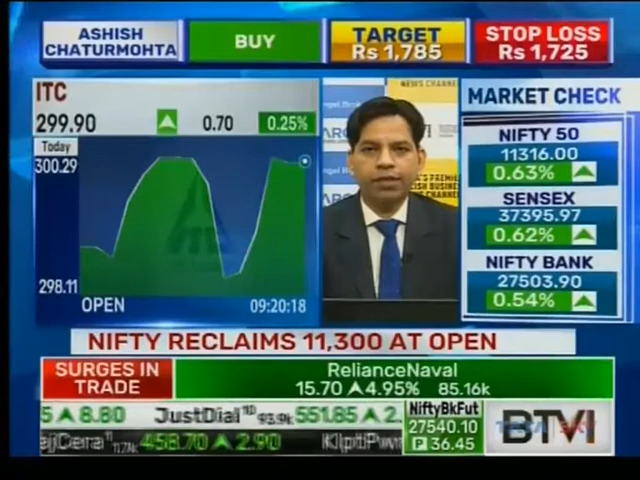 ASHISH
CHATURMOHTA
BUY
TARGET
Rs 1,785
STOP LOSS
Rs 1,725
ITC
299.90
0.70
0.25%
Today
300.29
298.11
OPEN
09:20:18
MARKET CHECK
NIFTY 50
11316.00
0.63%
SENSEX
37395.97
0.62%
NIFTY BANK
27503.90
0.54%
NIFTY RECLAIMS 11,300 AT OPEN
SURGES IN
TRADE
RelianceNaval
15.70 ▲ 4.95% 85.16k
5 ▲ 8.80 JustDial 93.9k 551.85 ▲ 2.
458.70 ▲ 2.90
NiftyBkFut
27540.10
P 36.45
BTVI